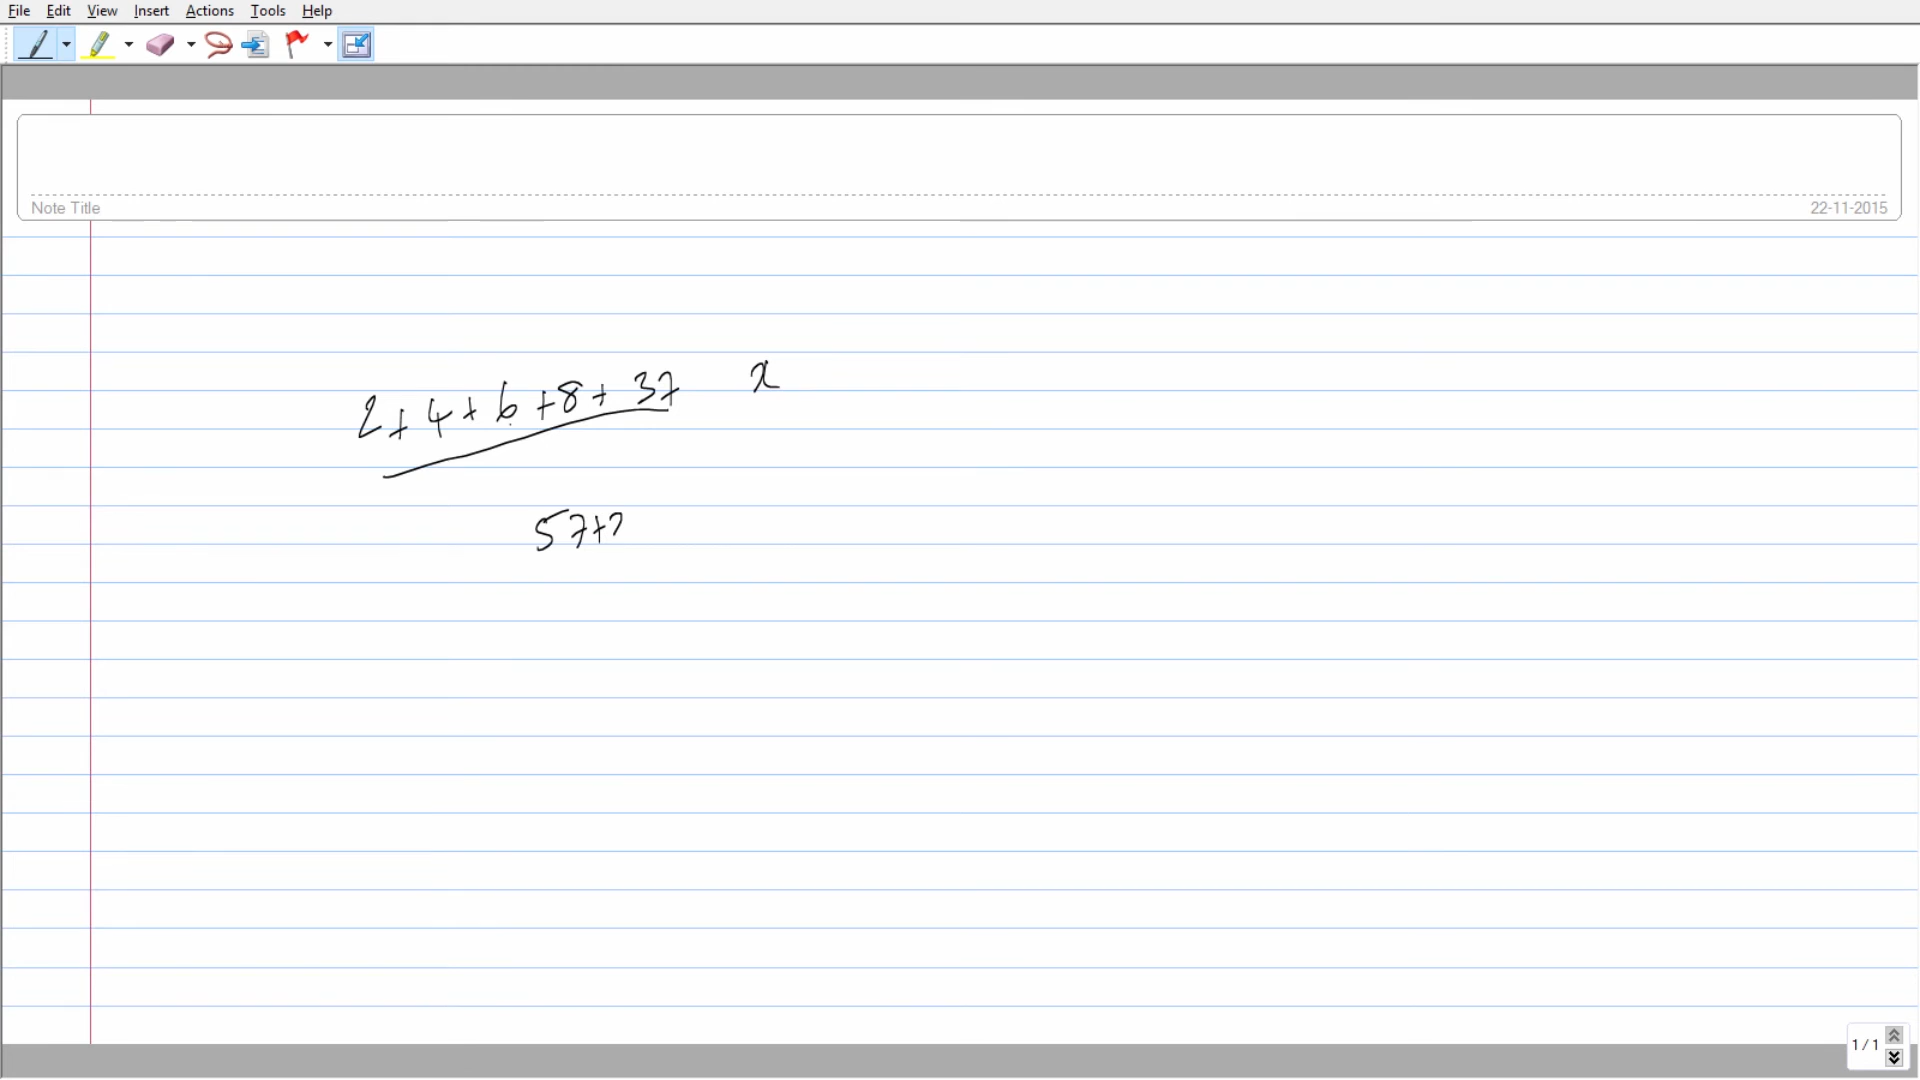 File Edit View Insert Actions Tools Help
Note Title
22-11-2015
2+4+6+8+37 x
57+
1 / 1